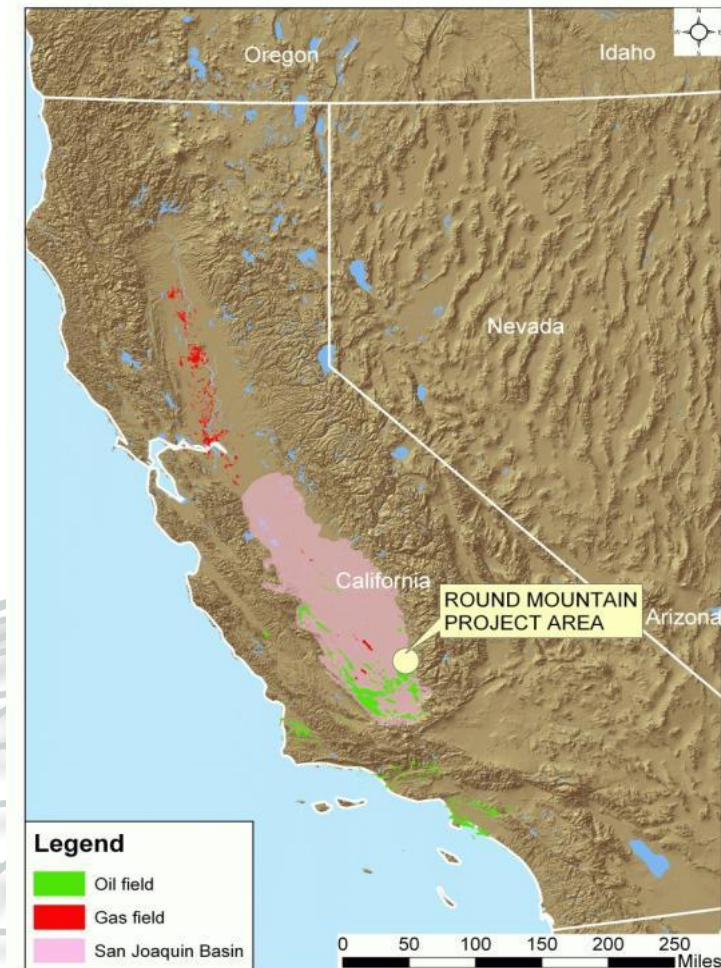 Oregon
Idaho
Nevada
California
ROUND MOUNTAIN
PROJECT AREA
Arizona
Legend
Oil field
Gas field
San Joaquin Basin
0 50 100 150 200 250
Miles